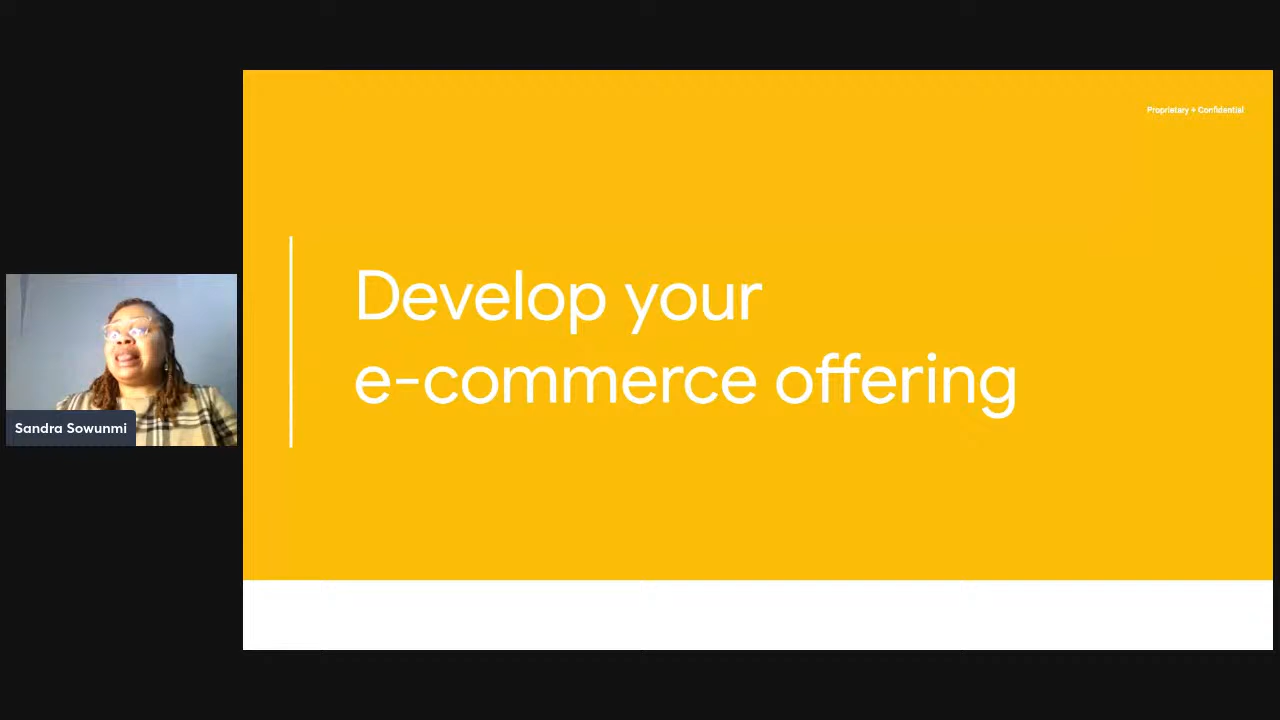 Proprietary + Confidential
Develop your
e-commerce offering
Sandra Sowunmi